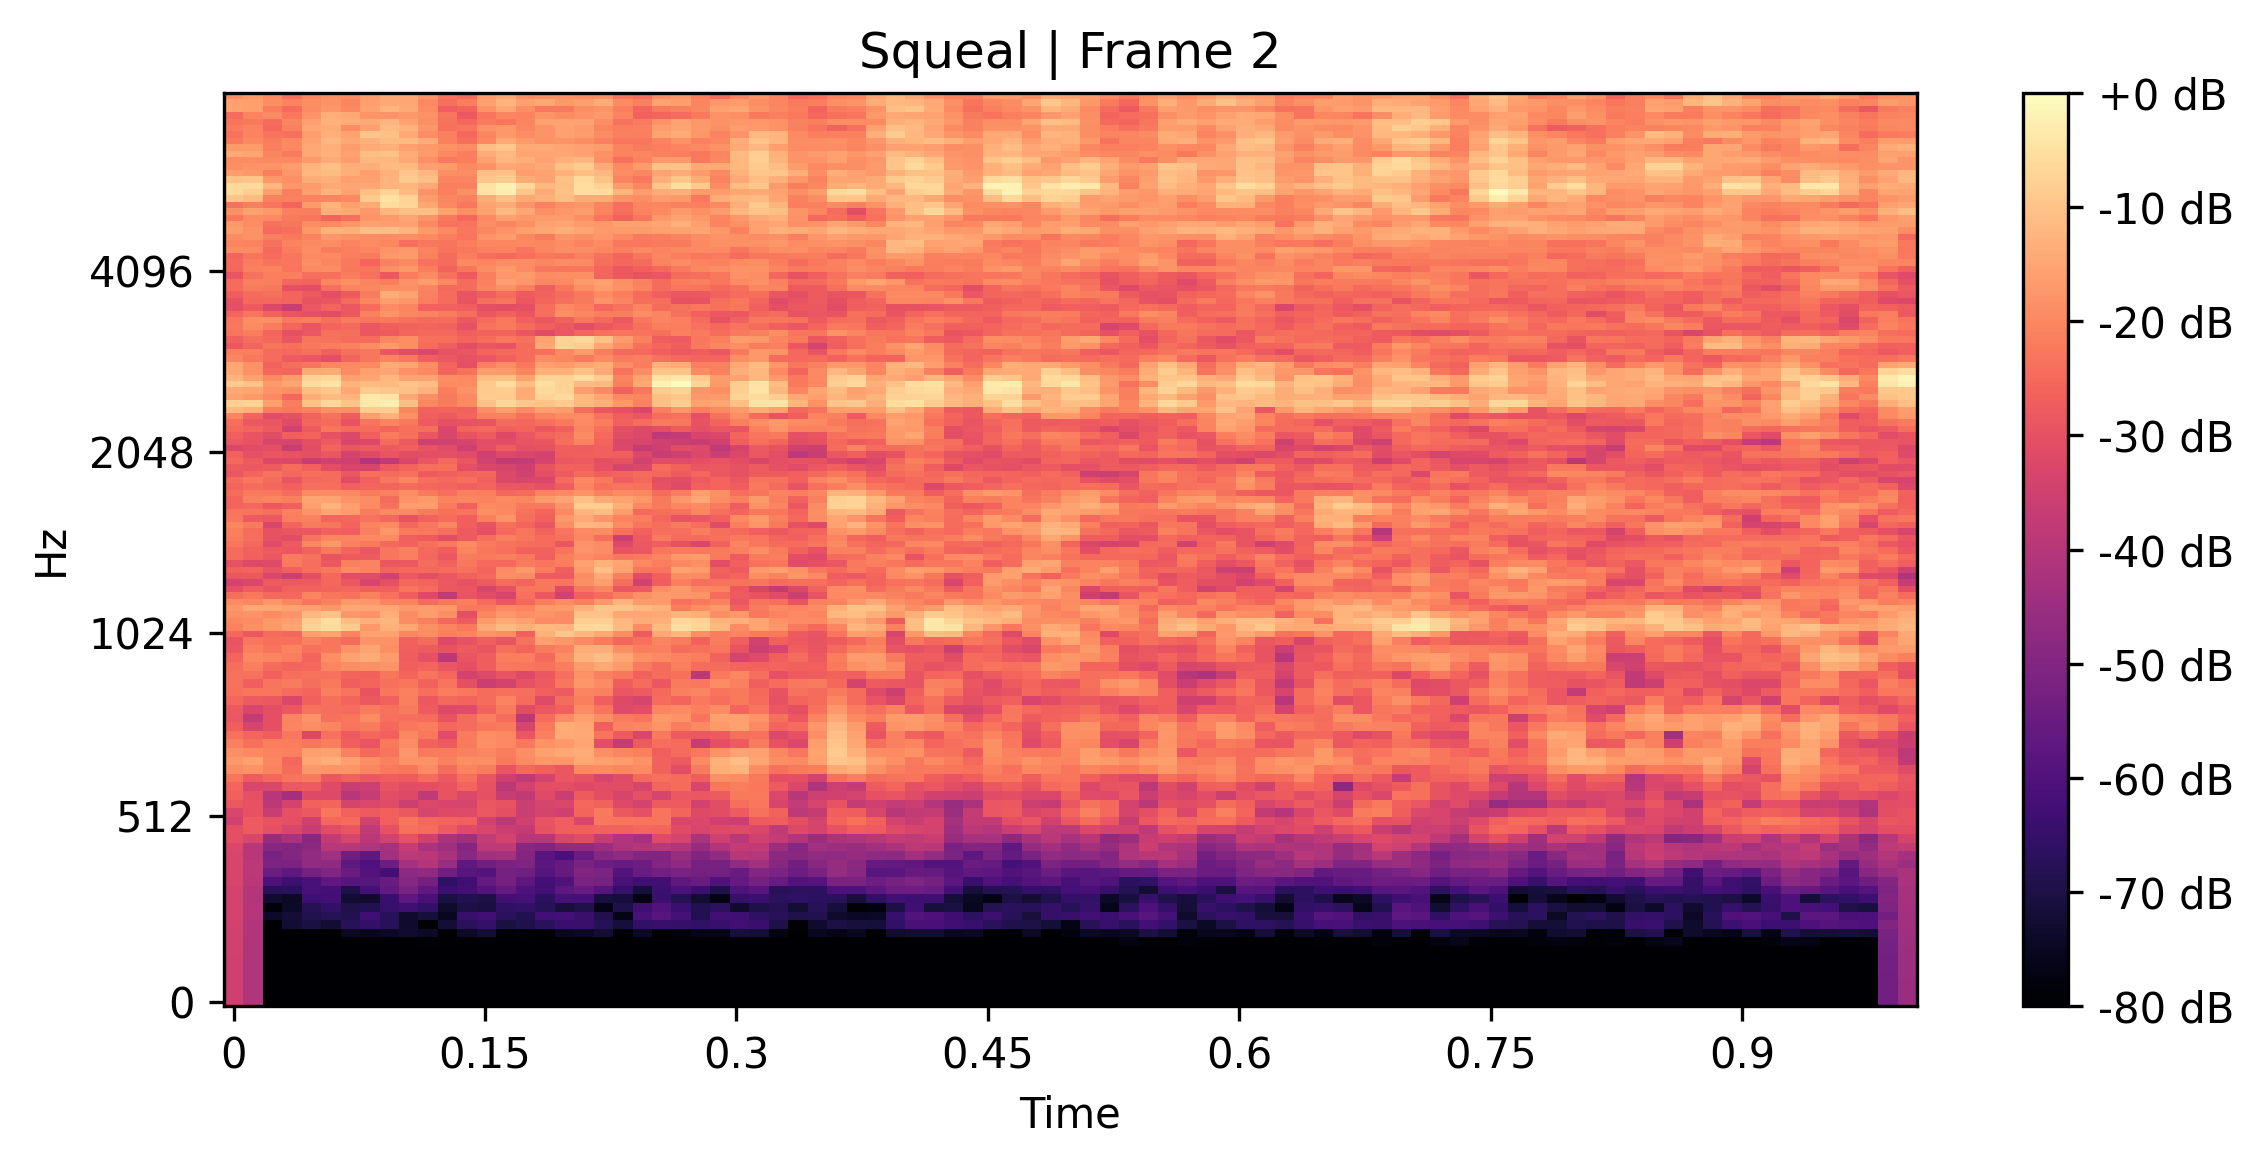 Squeal | Frame 2
+0 dB
-10 dB
-20 dB
-30 dB
-40 dB
-50 dB
-60 dB
-70 dB
-80 dB
Hz
4096
2048
1024
512
0
0 0.15 0.3 0.45 0.6 0.75 0.9
Time